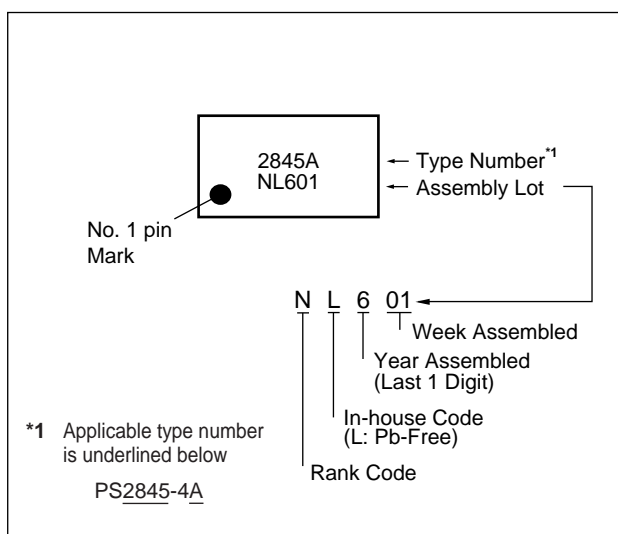 2845A
NL601
Type Number*1
Assembly Lot
No. 1 pin
Mark
N L 6 01
Week Assembled
Year Assembled
(Last 1 Digit)
In-house Code
(L: Pb-Free)
Rank Code
*1 Applicable type number
is underlined below
PS2845-4A